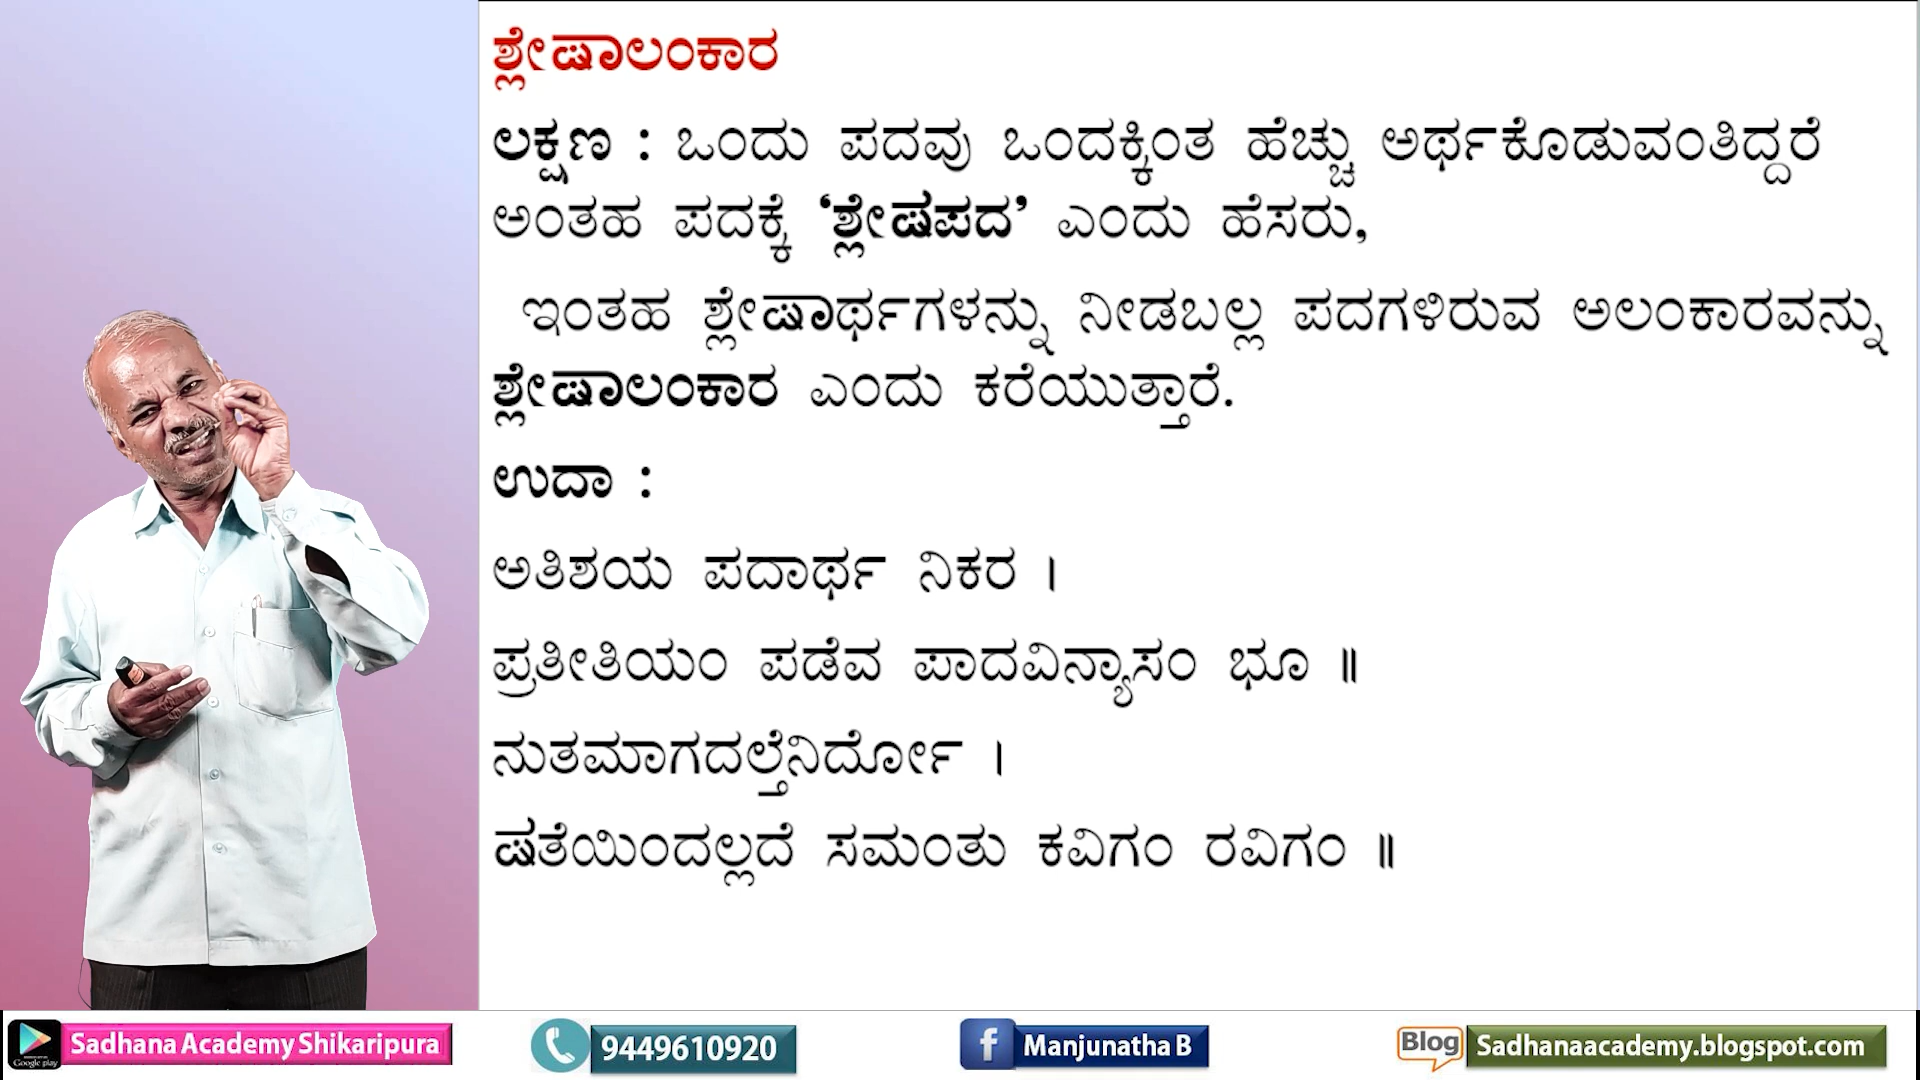 ಶ್ಲೇಷಾಲಂಕಾರ
ಲಕ್ಷಣ : ಒಂದು ಪದವು ಒಂದಕ್ಕಿಂತ ಹೆಚ್ಚು ಅರ್ಥಕೊಡುವಂತಿದ್ದರೆ
ಅಂತಹ ಪದಕ್ಕೆ ‘ಶ್ಲೇಷಪದ’ ಎಂದು ಹೆಸರು,
ಇಂತಹ ಶ್ಲೇಷಾರ್ಥಗಳನ್ನು ನೀಡಬಲ್ಲ ಪದಗಳಿರುವ ಅಲಂಕಾರವನ್ನು
ಶ್ಲೇಷಾಲಂಕಾರ ಎಂದು ಕರೆಯುತ್ತಾರೆ.
ಉದಾ :
ಅತಿಶಯ ಪದಾರ್ಥ ನಿಕರ ।
ಪ್ರತೀತಿಯಂ ಪಡೆವ ಪಾದವಿನ್ಯಾಸಂ ಭೂ ॥
ನುತಮಾಗದಲ್ತೆನಿರ್ದೋ ।
ಷತೆಯಿಂದಲ್ಲದೆ ಸಮಂತು ಕವಿಗಂ ರವಿಗಂ ॥
Google play
Sadhana Academy Shikaripura
9449610920
f Manjunatha B
Blog Sadhanaacademy.blogspot.com